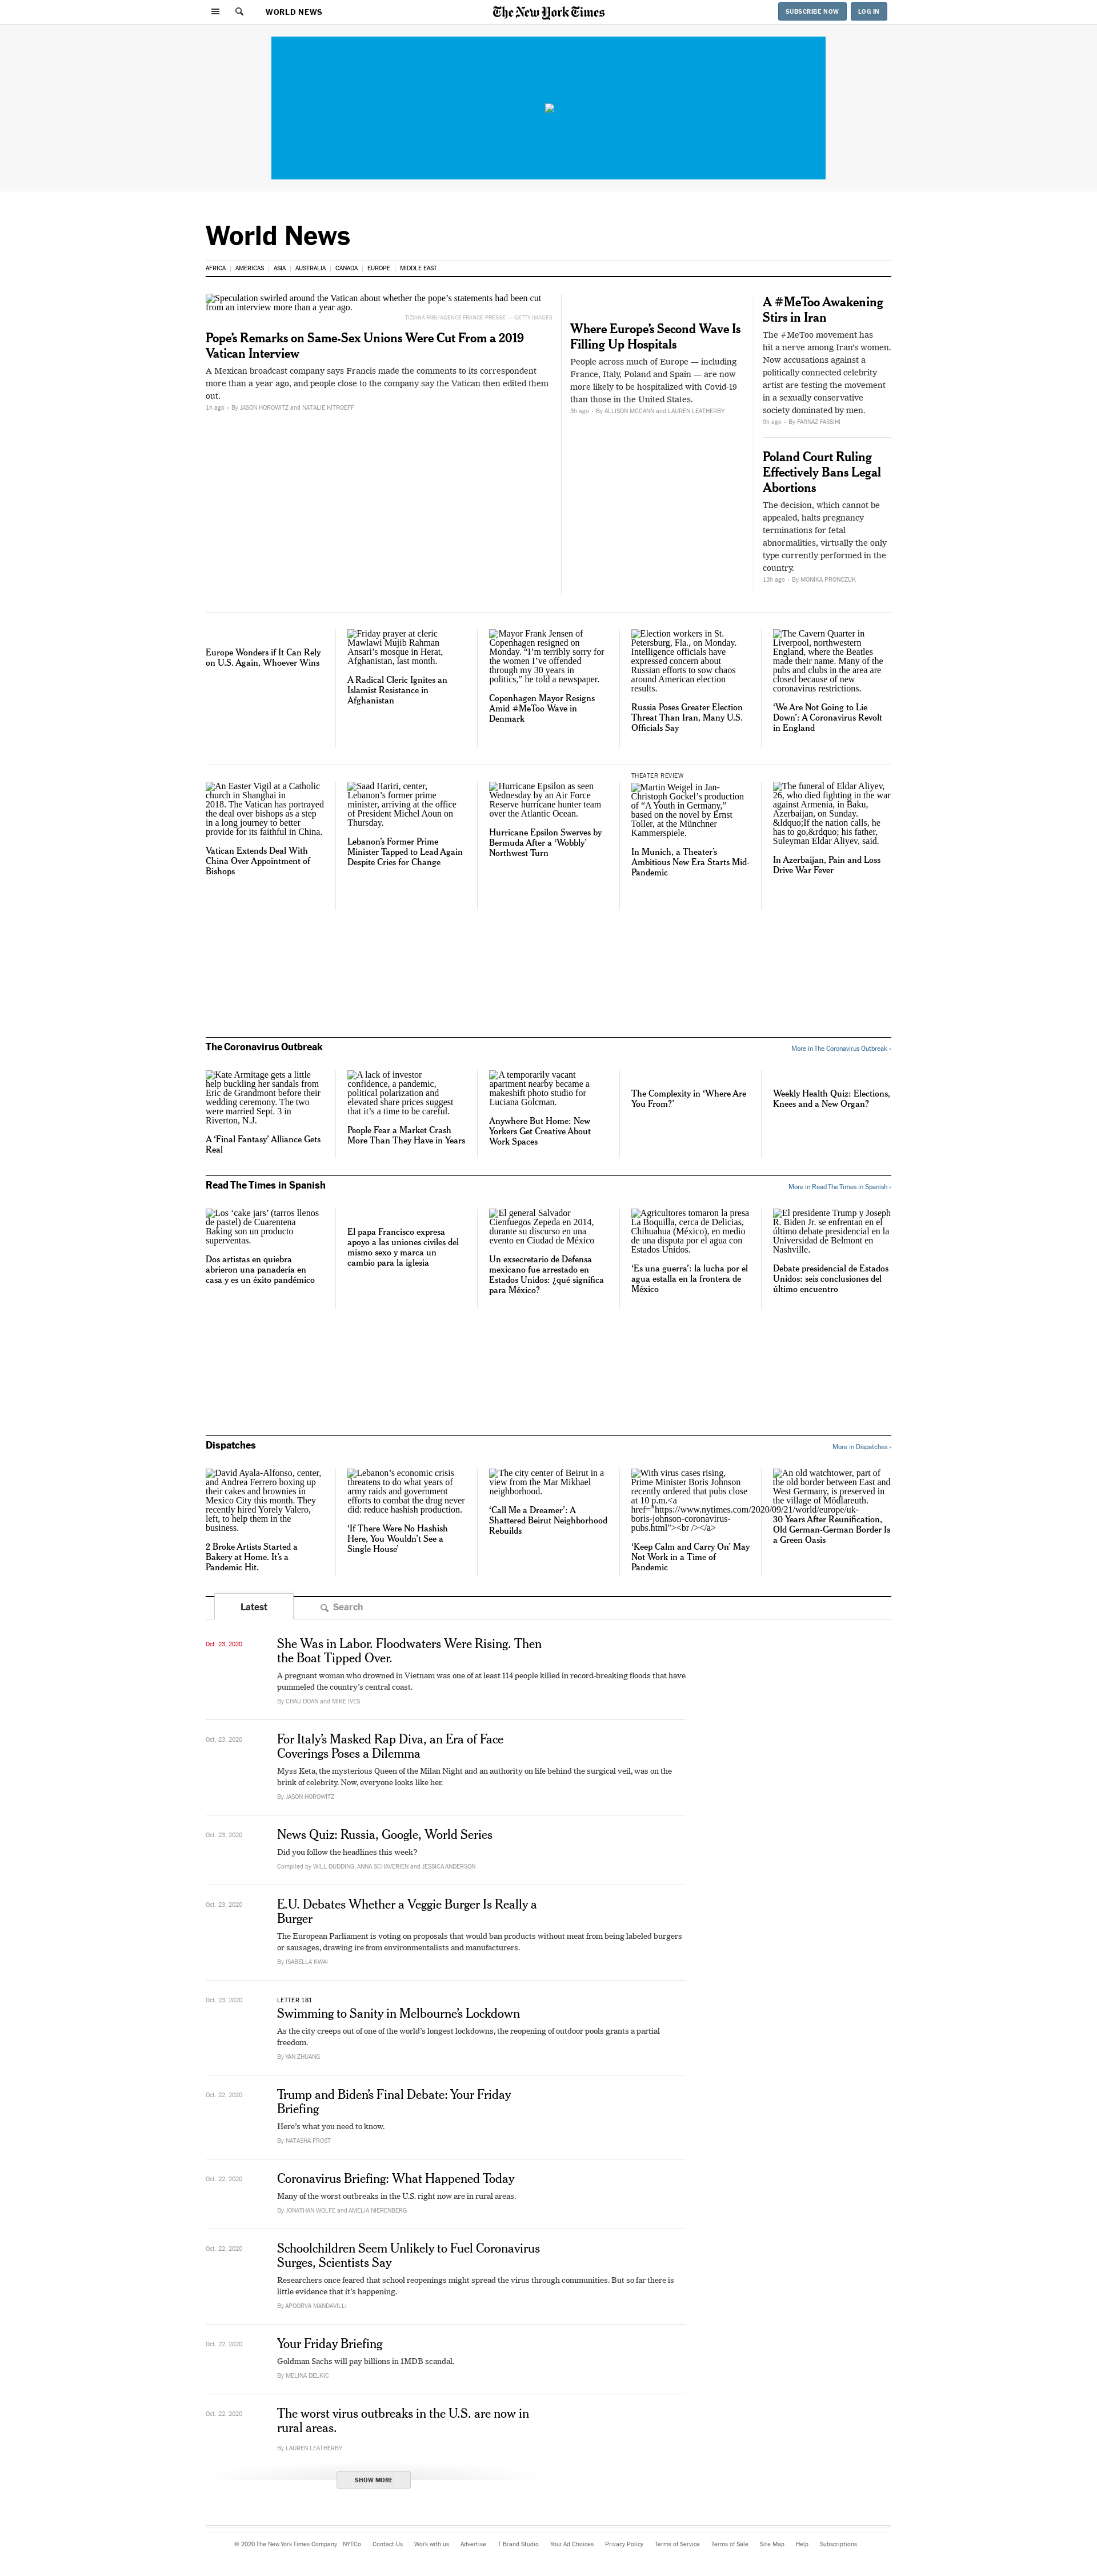 WORLD NEWS
The New York Times
SUBSCRIBE NOW
LOG IN
World News
AFRICA
AMERICAS
ASIA
AUSTRALIA
CANADA
EUROPE
MIDDLE EAST
Speculation swirled around the Vatican about whether the pope's statements had been cut
from an interview more than a year ago.
TIZIANA FABI/AGENCE FRANCE-PRESSE — GETTY IMAGES
Pope's Remarks on Same-Sex Unions Were Cut From a 2019
Vatican Interview
A Mexican broadcast company says Francis made the comments to its correspondent
more than a year ago, and people close to the company say the Vatican then edited them
out.
1h ago • By JASON HOROWITZ and NATALIE KITROEFF
Where Europe's Second Wave Is
Filling Up Hospitals
People across much of Europe — including
France, Italy, Poland and Spain — are now
more likely to be hospitalized with Covid-19
than those in the United States.
3h ago • By ALLISON MCCANN and LAUREN LEATHERBY
A #MeToo Awakening
Stirs in Iran
The #MeToo movement has
hit a nerve among Iran's women.
Now accusations against a
politically connected celebrity
artist are testing the movement
in a sexually conservative
society dominated by men.
9h ago • By FARNAZ FASSIHI
Poland Court Ruling
Effectively Bans Legal
Abortions
The decision, which cannot be
appealed, halts pregnancy
terminations for fetal
abnormalities, virtually the only
type currently performed in the
country.
13h ago • By MONIKA PRONCZUK
Europe Wonders if It Can Rely
on U.S. Again, Whoever Wins
Friday prayer at cleric
Mawlawi Mujib Rahman
Ansari's mosque in Herat,
Afghanistan, last month.
A Radical Cleric Ignites an
Islamist Resistance in
Afghanistan
Mayor Frank Jensen of
Copenhagen resigned on
Monday. “I'm terribly sorry for
the women I've offended
through my 30 years in
politics,” he told a newspaper.
Copenhagen Mayor Resigns
Amid #MeToo Wave in
Denmark
Election workers in St.
Petersburg, Fla., on Monday.
Intelligence officials have
expressed concern about
Russian efforts to sow chaos
around American election
results.
Russia Poses Greater Election
Threat Than Iran, Many U.S.
Officials Say
The Cavern Quarter in
Liverpool, northwestern
England, where the Beatles
made their name. Many of the
pubs and clubs in the area are
closed because of new
coronavirus restrictions.
‘We Are Not Going to Lie
Down’: A Coronavirus Revolt
in England
An Easter Vigil at a Catholic
church in Shanghai in
2018. The Vatican has portrayed
the deal over bishops as a step
in a long journey to better
provide for its faithful in China.
Vatican Extends Deal With
China Over Appointment of
Bishops
Saad Hariri, center,
Lebanon's former prime
minister, arriving at the office
of President Michel Aoun on
Thursday.
Lebanon's Former Prime
Minister Tapped to Lead Again
Despite Cries for Change
Hurricane Epsilon as seen
Wednesday by an Air Force
Reserve hurricane hunter team
over the Atlantic Ocean.
Hurricane Epsilon Swerves by
Bermuda After a ‘Wobbly’
Northwest Turn
THEATER REVIEW
Martin Weigel in Jan-
Christoph Gockel's production
of “A Youth in Germany,”
based on the novel by Ernst
Toller, at the Münchner
Kammerspiele.
In Munich, a Theater's
Ambitious New Era Starts Mid-
Pandemic
The funeral of Eldar Aliyev,
26, who died fighting in the war
against Armenia, in Baku,
Azerbaijan, on Sunday.
&ldquo;If the nation calls, he
has to go,&rdquo; his father,
Suleyman Eldar Aliyev, said.
In Azerbaijan, Pain and Loss
Drive War Fever
The Coronavirus Outbreak
More in The Coronavirus Outbreak ›
Kate Armitage gets a little
help buckling her sandals from
Eric de Grandmont before their
wedding ceremony. The two
were married Sept. 3 in
Riverton, N.J.
A ‘Final Fantasy’ Alliance Gets
Real
A lack of investor
confidence, a pandemic,
political polarization and
elevated share prices suggest
that it's a time to be careful.
People Fear a Market Crash
More Than They Have in Years
A temporarily vacant
apartment nearby became a
makeshift photo studio for
Luciana Golcman.
Anywhere But Home: New
Yorkers Get Creative About
Work Spaces
The Complexity in ‘Where Are
You From?’
Weekly Health Quiz: Elections,
Knees and a New Organ?
Read The Times in Spanish
More in Read The Times in Spanish ›
Los ‘cake jars’ (tarros llenos
de pastel) de Cuarentena
Baking son un producto
superventas.
Dos artistas en quiebra
abrieron una panadería en
casa y es un éxito pandémico
El papa Francisco expresa
apoyo a las uniones civiles del
mismo sexo y marca un
cambio para la iglesia
El general Salvador
Cienfuegos Zepeda en 2014,
durante su discurso en una
evento en Ciudad de México
Un exsecretario de Defensa
mexicano fue arrestado en
Estados Unidos: ¿qué significa
para México?
Agricultores tomaron la presa
La Boquilla, cerca de Delicias,
Chihuahua (México), en medio
de una disputa por el agua con
Estados Unidos.
‘Es una guerra’: la lucha por el
agua estalla en la frontera de
México
El presidente Trump y Joseph
R. Biden Jr. se enfrentan en el
último debate presidencial en la
Universidad de Belmont en
Nashville.
Debate presidencial de Estados
Unidos: seis conclusiones del
último encuentro
Dispatches
More in Dispatches ›
David Ayala-Alfonso, center,
and Andrea Ferrero boxing up
their cakes and brownies in
Mexico City this month. They
recently hired Yorely Valero,
left, to help them in the
business.
2 Broke Artists Started a
Bakery at Home. It's a
Pandemic Hit.
Lebanon's economic crisis
threatens to do what years of
army raids and government
efforts to combat the drug never
did: reduce hashish production.
‘If There Were No Hashish
Here, You Wouldn't See a
Single House’
The city center of Beirut in a
view from the Mar Mikhael
neighborhood.
‘Call Me a Dreamer’: A
Shattered Beirut Neighborhood
Rebuilds
With virus cases rising,
Prime Minister Boris Johnson
recently ordered that pubs close
at 10 p.m.<a
href="https://www.nytimes.com/2020/09/21/world/europe/uk-
boris-johnson-coronavirus-
pubs.html"><br /></a>
‘Keep Calm and Carry On’ May
Not Work in a Time of
Pandemic
An old watchtower, part of
the old border between East and
West Germany, is preserved in
the village of Mödlareuth.
30 Years After Reunification,
Old German-German Border Is
a Green Oasis
Latest
Search
Oct. 23, 2020
She Was in Labor. Floodwaters Were Rising. Then
the Boat Tipped Over.
A pregnant woman who drowned in Vietnam was one of at least 114 people killed in record-breaking floods that have
pummeled the country's central coast.
By CHAU DOAN and MIKE IVES
Oct. 23, 2020
For Italy's Masked Rap Diva, an Era of Face
Coverings Poses a Dilemma
Myss Keta, the mysterious Queen of the Milan Night and an authority on life behind the surgical veil, was on the
brink of celebrity. Now, everyone looks like her.
By JASON HOROWITZ
Oct. 23, 2020
News Quiz: Russia, Google, World Series
Did you follow the headlines this week?
Compiled by WILL DUDDING, ANNA SCHAVERIEN and JESSICA ANDERSON
Oct. 23, 2020
E.U. Debates Whether a Veggie Burger Is Really a
Burger
The European Parliament is voting on proposals that would ban products without meat from being labeled burgers
or sausages, drawing ire from environmentalists and manufacturers.
By ISABELLA KWAI
Oct. 23, 2020
LETTER 181
Swimming to Sanity in Melbourne's Lockdown
As the city creeps out of one of the world's longest lockdowns, the reopening of outdoor pools grants a partial
freedom.
By YAN ZHUANG
Oct. 22, 2020
Trump and Biden's Final Debate: Your Friday
Briefing
Here's what you need to know.
By NATASHA FROST
Oct. 22, 2020
Coronavirus Briefing: What Happened Today
Many of the worst outbreaks in the U.S. right now are in rural areas.
By JONATHAN WOLFE and AMELIA NIERENBERG
Oct. 22, 2020
Schoolchildren Seem Unlikely to Fuel Coronavirus
Surges, Scientists Say
Researchers once feared that school reopenings might spread the virus through communities. But so far there is
little evidence that it's happening.
By APOORVA MANDAVILLI
Oct. 22, 2020
Your Friday Briefing
Goldman Sachs will pay billions in 1MDB scandal.
By MELINA DELKIC
Oct. 22, 2020
The worst virus outbreaks in the U.S. are now in
rural areas.
By LAUREN LEATHERBY
SHOW MORE
© 2020 The New York Times Company
NYTCo
Contact Us
Work with us
Advertise
T Brand Studio
Your Ad Choices
Privacy Policy
Terms of Service
Terms of Sale
Site Map
Help
Subscriptions